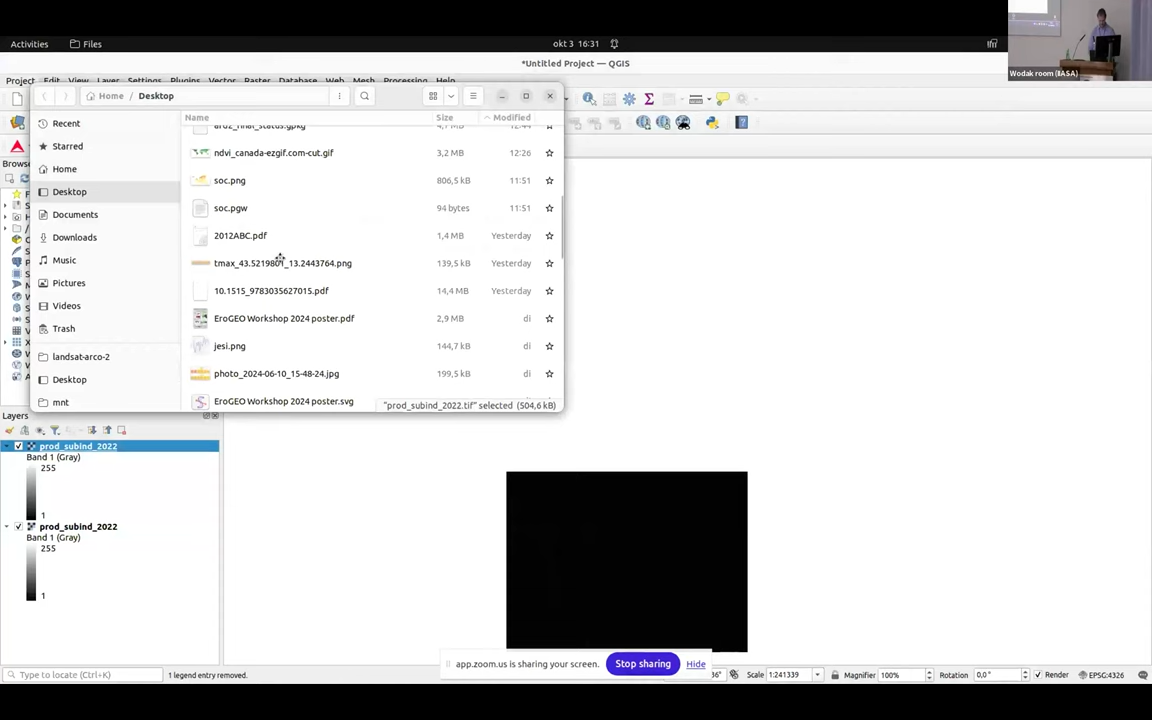 Activities
Files
okt 3 16:31
*Untitled Project — QGIS
Wodak room (IIASA)
Project Edit View Layer Settings Plugins Vector Raster Database Web Mesh Processing Help
Home / Desktop
Name Size Modified
Recent
Starred
Home
Desktop
Documents
Downloads
Music
Pictures
Videos
Trash
landsat-arco-2
Desktop
mnt
12:44
ndvi_canada-ezgif.com-cut.gif 3,2 MB 12:26
soc.png 806,5 kB 11:51
soc.pgw 94 bytes 11:51
2012ABC.pdf 1,4 MB Yesterday
tmax_43.5219801_13.2443764.png 139,5 kB Yesterday
10.1515_9783035627015.pdf 14,4 MB Yesterday
EroGEO Workshop 2024 poster.pdf 2,9 MB di
jesi.png 144,7 kB di
photo_2024-06-10_15-48-24.jpg 199,5 kB di
EroGEO Workshop 2024 poster.svg
"prod_subind_2022.tif" selected (504,6 kB)
Layers
prod_subind_2022
Band 1 (Gray)
255
1
prod_subind_2022
Band 1 (Gray)
255
1
app.zoom.us is sharing your screen.
Stop sharing
Hide
Type to locate (Ctrl+K)
1 legend entry removed.
Scale 1:241339
Magnifier 100%
Rotation 0,0 °
Render
EPSG:4326